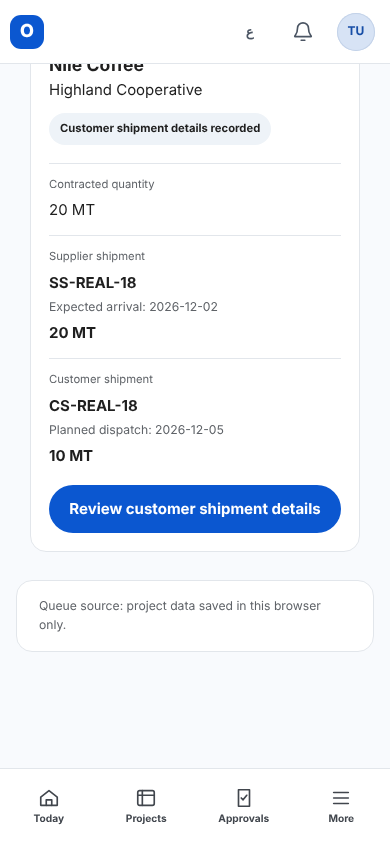 O
ع
TU
Nile Coffee
Highland Cooperative
Customer shipment details recorded
Contracted quantity
20 MT
Supplier shipment
SS-REAL-18
Expected arrival: 2026-12-02
20 MT
Customer shipment
CS-REAL-18
Planned dispatch: 2026-12-05
10 MT
Review customer shipment details
Queue source: project data saved in this browser
only.
Today
Projects
Approvals
More